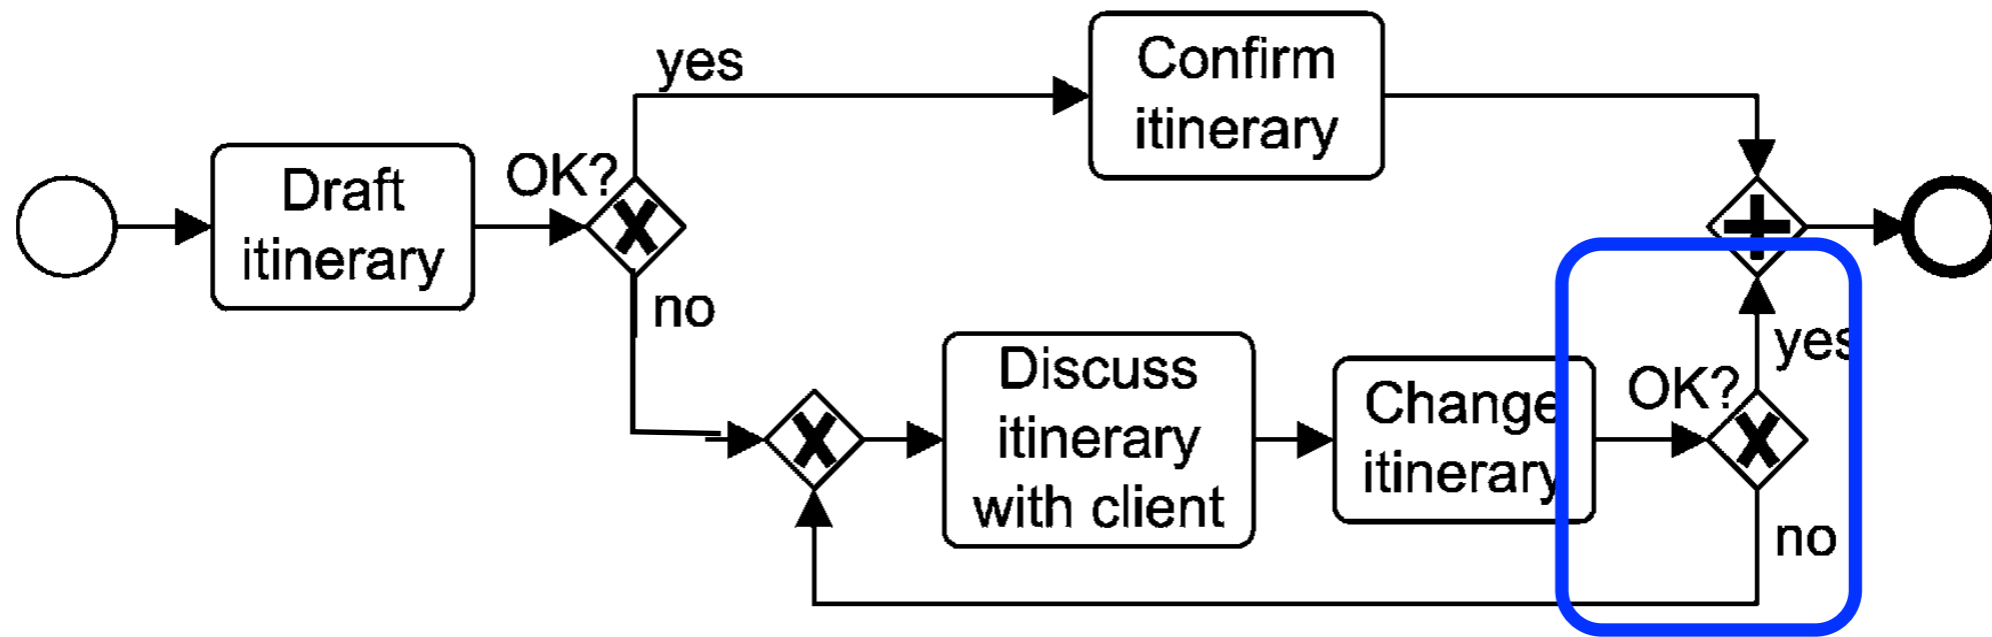 yes
Confirm
itinerary
Draft
itinerary
OK?
no
Discuss
itinerary
with client
Change
itinerary
OK?
yes
no